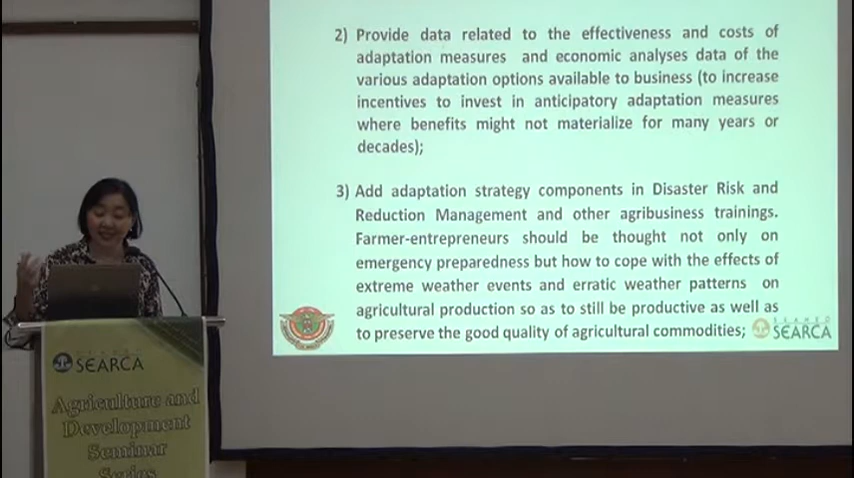 2) Provide data related to the effectiveness and costs of
adaptation measures and economic analyses data of the
various adaptation options available to business (to increase
incentives to invest in anticipatory adaptation measures
where benefits might not materialize for many years or
decades);
3) Add adaptation strategy components in Disaster Risk and
Reduction Management and other agribusiness trainings.
Farmer-entrepreneurs should be thought not only on
emergency preparedness but how to cope with the effects of
extreme weather events and erratic weather patterns on
agricultural production so as to still be productive as well as
to preserve the good quality of agricultural commodities;
SEAMEO
SEARCA
SEAMEO
SEARCA
Agriculture and
Development
Seminar
Series